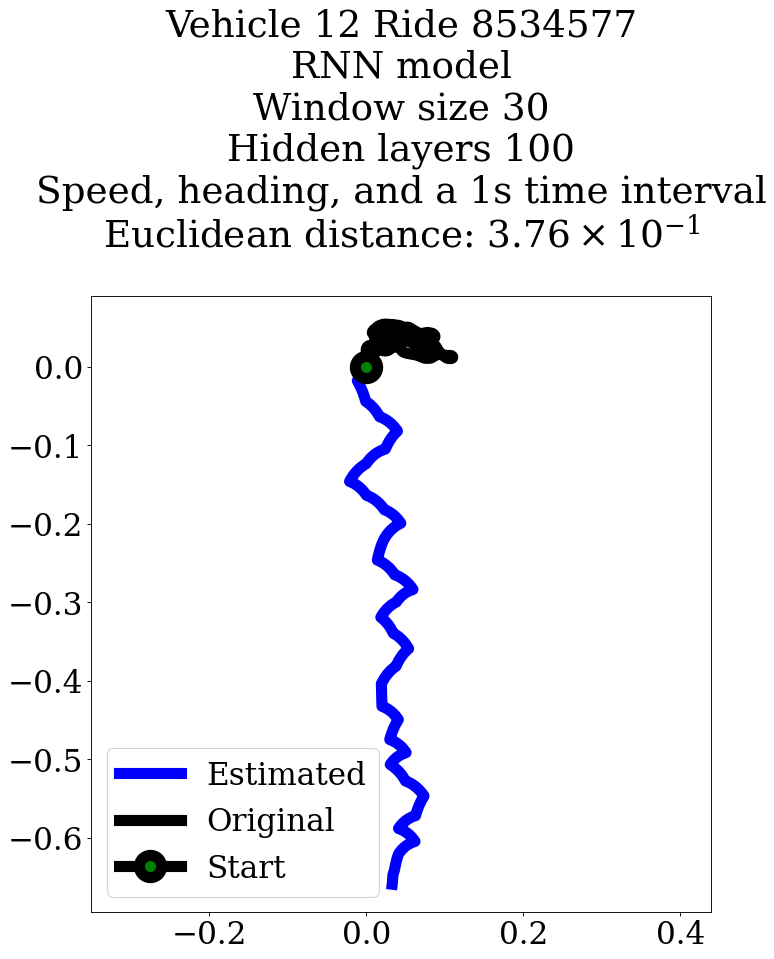 Vehicle 12 Ride 8534577
RNN model
Window size 30
Hidden layers 100
Speed, heading, and a 1s time interval
Euclidean distance: 3.76 × 10⁻¹
0.0
−0.1
−0.2
−0.3
−0.4
−0.5
−0.6
Estimated
Original
Start
−0.2 0.0 0.2 0.4